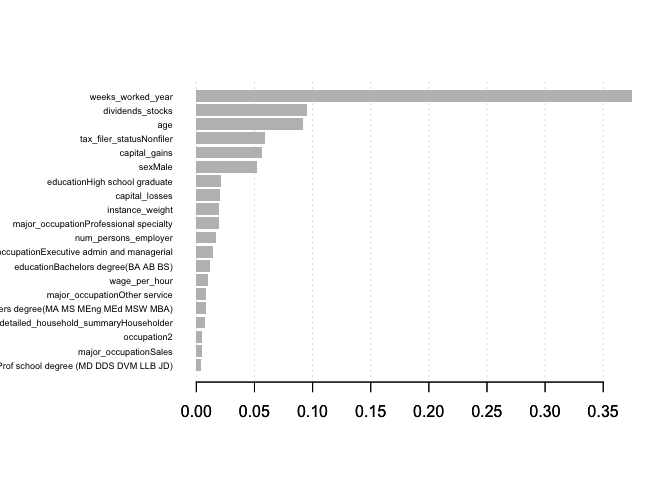 weeks_worked_year
dividends_stocks
age
tax_filer_statusNonfiler
capital_gains
sexMale
educationHigh school graduate
capital_losses
instance_weight
major_occupationProfessional specialty
num_persons_employer
occupationExecutive admin and managerial
educationBachelors degree(BA AB BS)
wage_per_hour
major_occupationOther service
ers degree(MA MS MEng MEd MSW MBA)
detailed_household_summaryHouseholder
occupation2
major_occupationSales
Prof school degree (MD DDS DVM LLB JD)
0.00 0.05 0.10 0.15 0.20 0.25 0.30 0.35